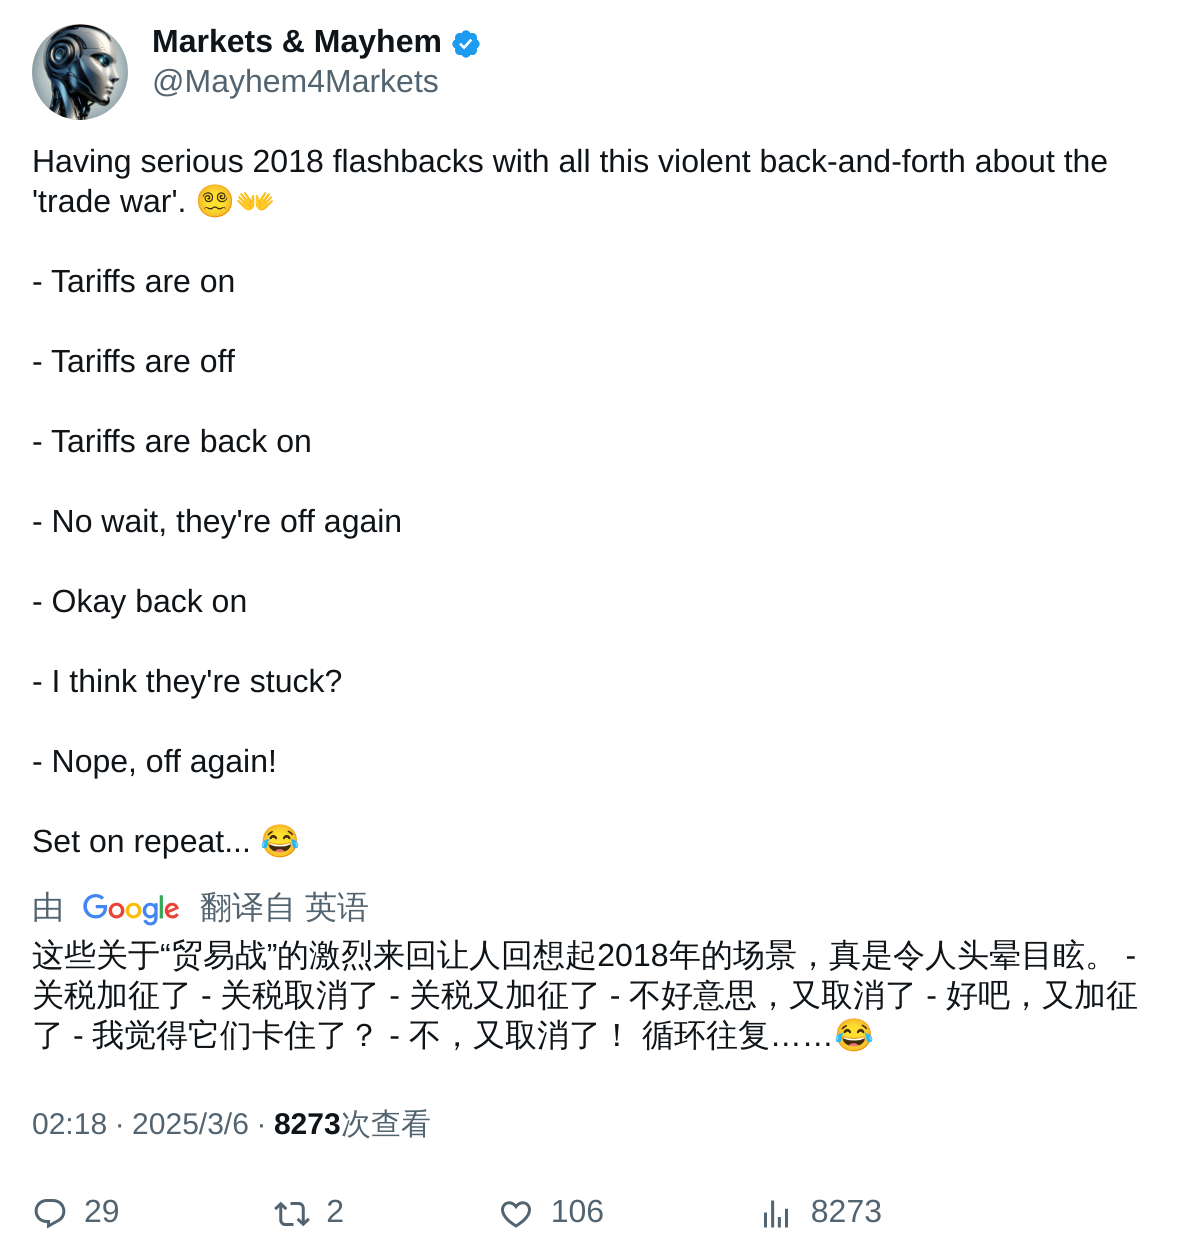 Markets & Mayhem
@Mayhem4Markets
Having serious 2018 flashbacks with all this violent back-and-forth about the
'trade war'. 😵‍💫👐
- Tariffs are on
- Tariffs are off
- Tariffs are back on
- No wait, they're off again
- Okay back on
- I think they're stuck?
- Nope, off again!
Set on repeat... 😂
由 Google 翻译自 英语
这些关于“贸易战”的激烈来回让人回想起2018年的场景，真是令人头晕目眩。 -
关税加征了 - 关税取消了 - 关税又加征了 - 不好意思，又取消了 - 好吧，又加征
了 - 我觉得它们卡住了？ - 不，又取消了！ 循环往复……😂
02:18 · 2025/3/6 · 8273次查看
29 2 106 8273